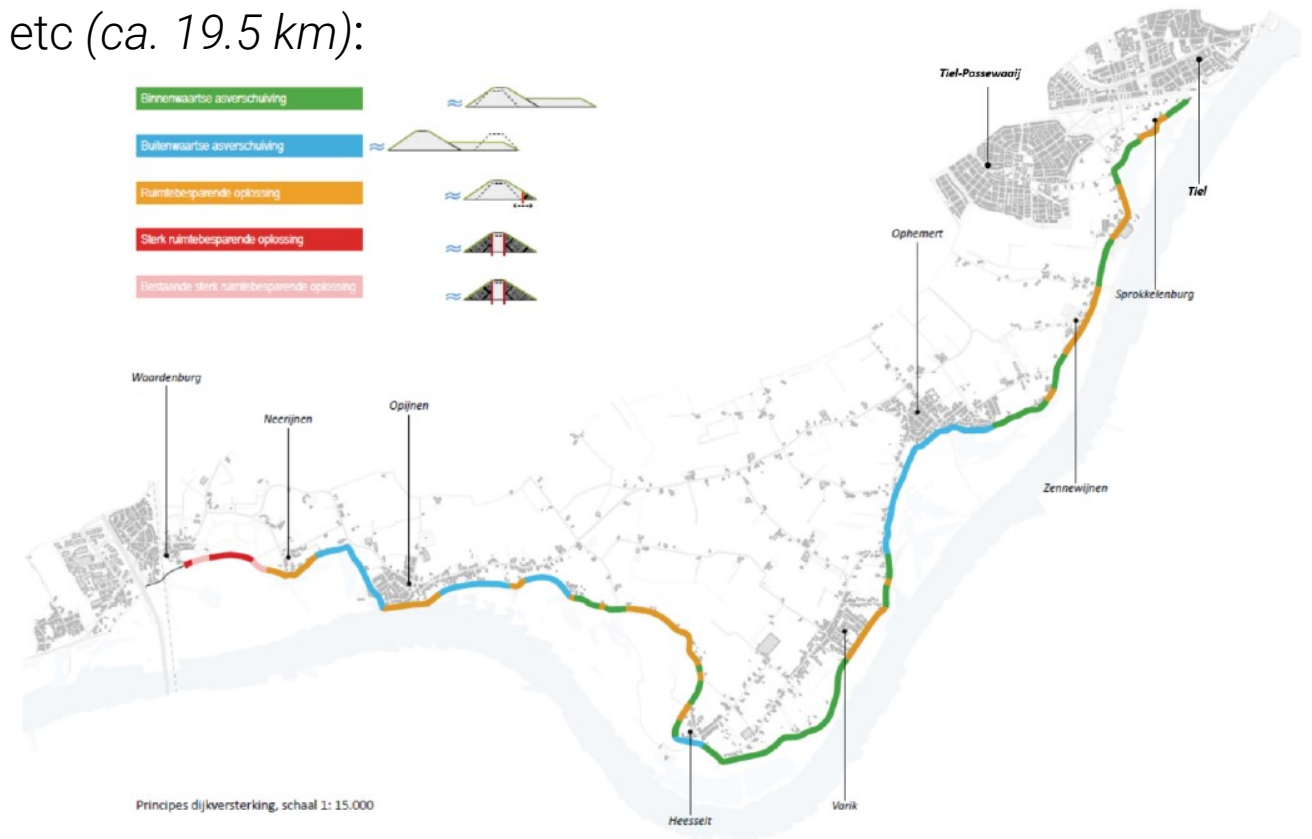 etc (ca. 19.5 km):
Binnenwaartse asverschuiving
Buitenwaartse asverschuiving
Ruimtebesparende oplossing
Sterk ruimtebesparende oplossing
Bestaande sterk ruimtebesparende oplossing
Tiel-Passewaaij
Tiel
Ophemert
Sprokkelenburg
Waardenburg
Neerijnen
Opijnen
Zennewijnen
Principes dijkversterking, schaal 1: 15.000
Heesselt
Varik